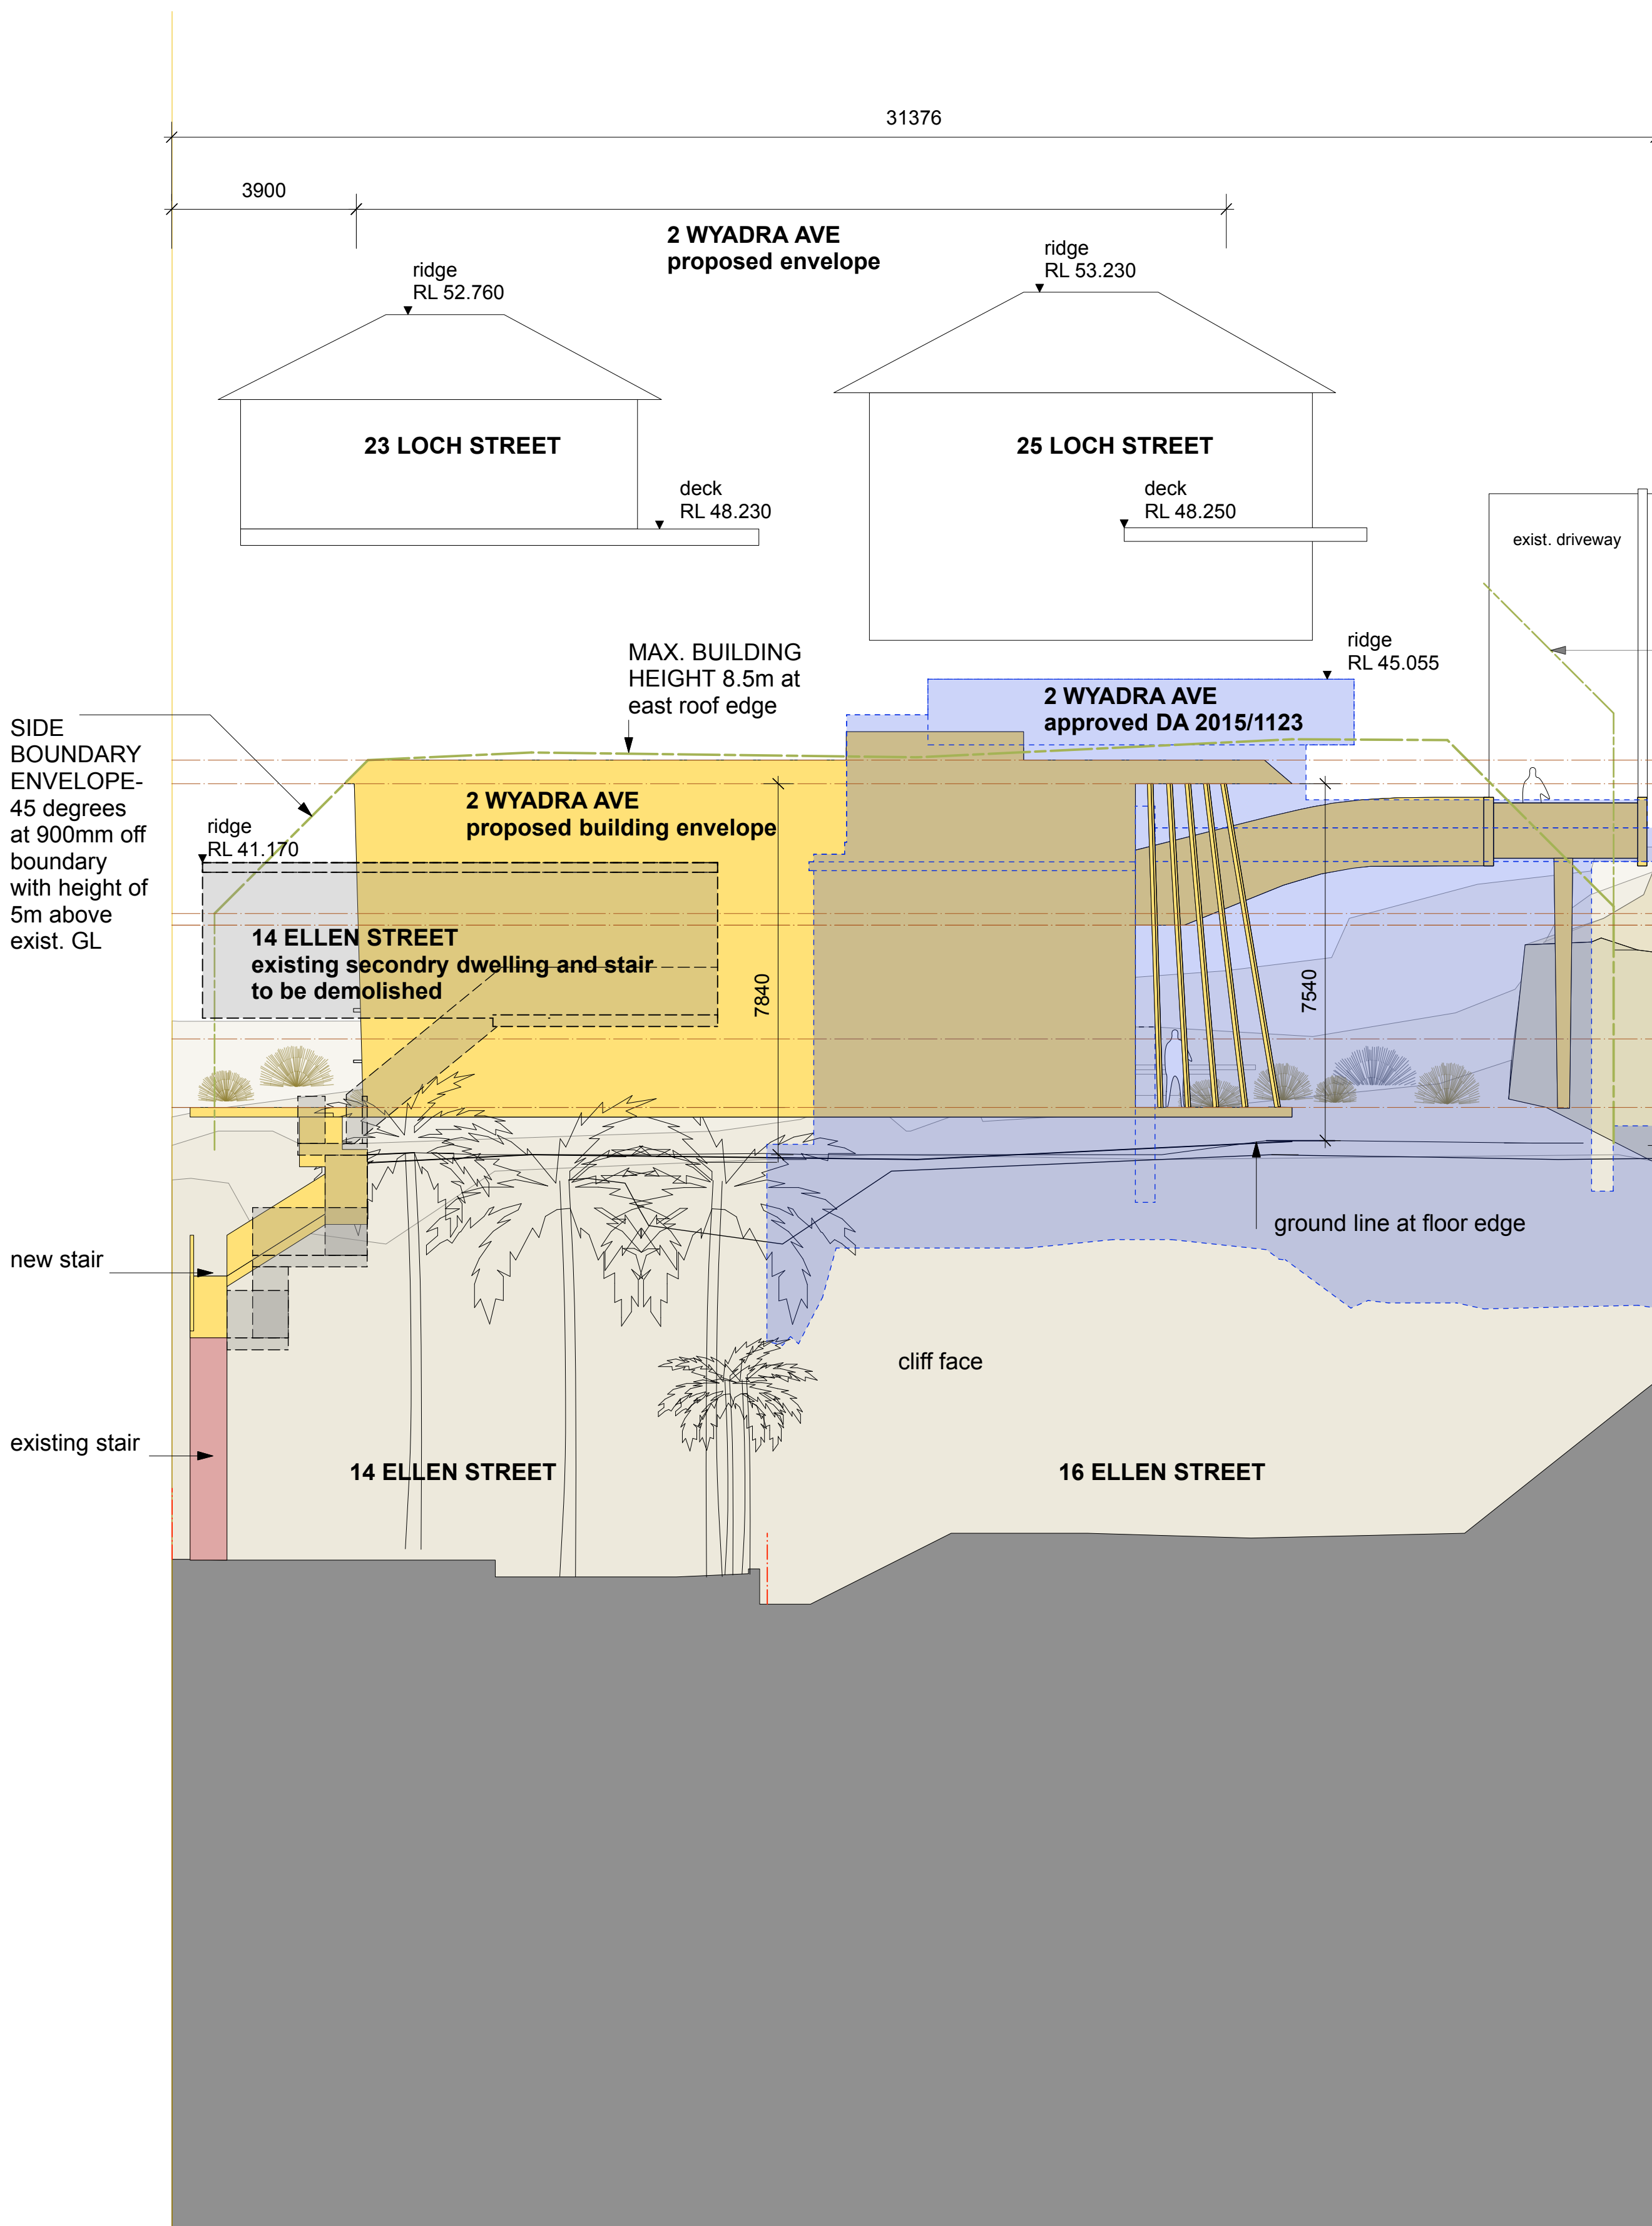 31376
3900
2 WYADRA AVE
proposed envelope
ridge
RL 52.760
ridge
RL 53.230
23 LOCH STREET
25 LOCH STREET
deck
RL 48.230
deck
RL 48.250
exist. driveway
MAX. BUILDING
HEIGHT 8.5m at
east roof edge
ridge
RL 45.055
2 WYADRA AVE
approved DA 2015/1123
SIDE
BOUNDARY
ENVELOPE-
45 degrees
at 900mm off
boundary
with height of
5m above
exist. GL
2 WYADRA AVE
proposed building envelope
ridge
RL 41.170
14 ELLEN STREET
existing secondry dwelling and stair
to be demolished
7840
7540
ground line at floor edge
new stair
cliff face
existing stair
14 ELLEN STREET
16 ELLEN STREET